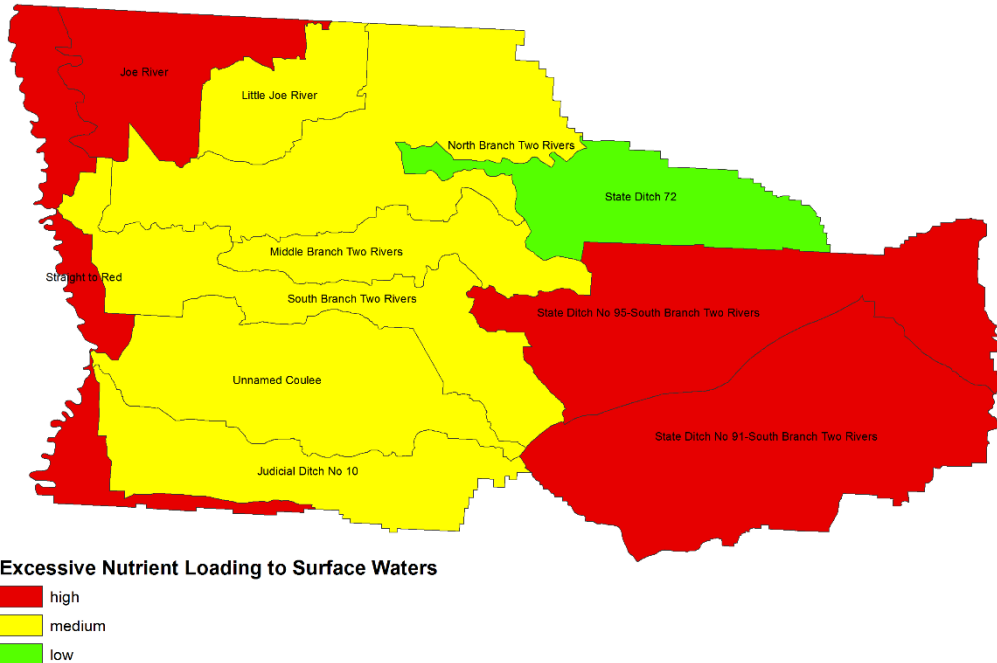 Joe River
Little Joe River
North Branch Two Rivers
State Ditch 72
Middle Branch Two Rivers
Straight to Red
South Branch Two Rivers
State Ditch No 95-South Branch Two Rivers
Unnamed Coulee
State Ditch No 91-South Branch Two Rivers
Judicial Ditch No 10
Excessive Nutrient Loading to Surface Waters
high
medium
low